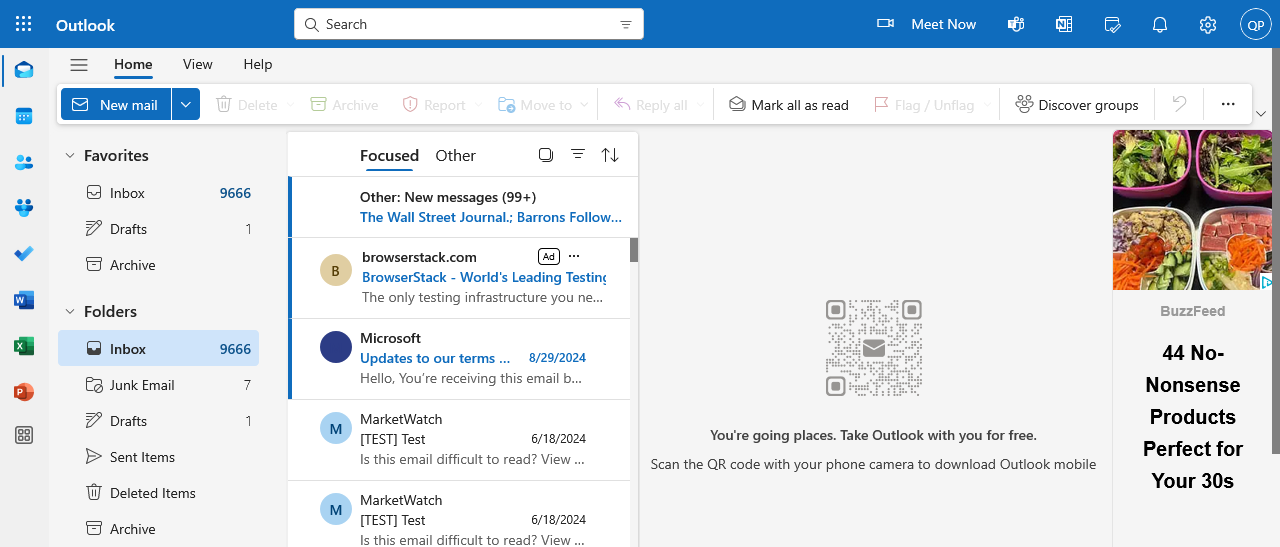 Outlook
Search
Meet Now
QP
Home
View
Help
New mail
Delete
Archive
Report
Move to
Reply all
Mark all as read
Flag / Unflag
Discover groups
Favorites
Inbox 9666
Drafts 1
Archive
Folders
Inbox 9666
Junk Email 7
Drafts 1
Sent Items
Deleted Items
Archive
Focused
Other
Other: New messages (99+)
The Wall Street Journal.; Barrons Follow...
B
browserstack.com
Ad
BrowserStack - World's Leading Testing
The only testing infrastructure you ne...
Microsoft
Updates to our terms ... 8/29/2024
Hello, You're receiving this email b...
M
MarketWatch
[TEST] Test 6/18/2024
Is this email difficult to read? View ...
M
MarketWatch
[TEST] Test 6/18/2024
Is this email difficult to read? View ...
You're going places. Take Outlook with you for free.
Scan the QR code with your phone camera to download Outlook mobile
BuzzFeed
44 No-
Nonsense
Products
Perfect for
Your 30s